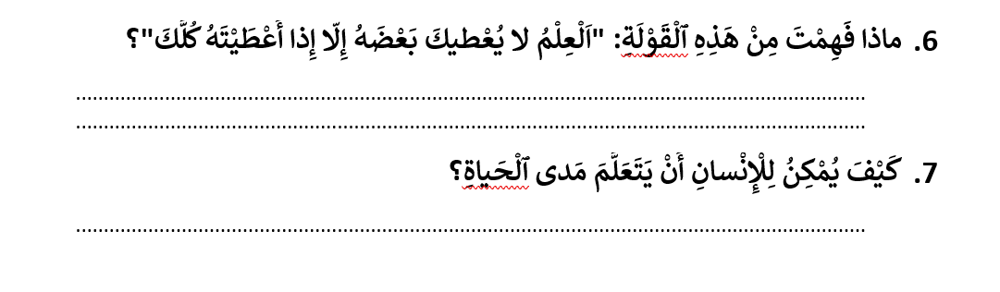 6. ماذا فَهِمْتَ مِنْ هَذِهِ ٱلْقَوْلَةِ: "اَلْعِلْمُ لا يُعْطيكَ بَعْضَهُ إِلّا إِذا أَعْطَيْتَهُ كُلَّكَ"؟
................................................................................
................................................................................
7. كَيْفَ يُمْكِنُ لِلْإِنْسانِ أَنْ يَتَعَلَّمَ مَدى ٱلْحَياةِ؟
................................................................................